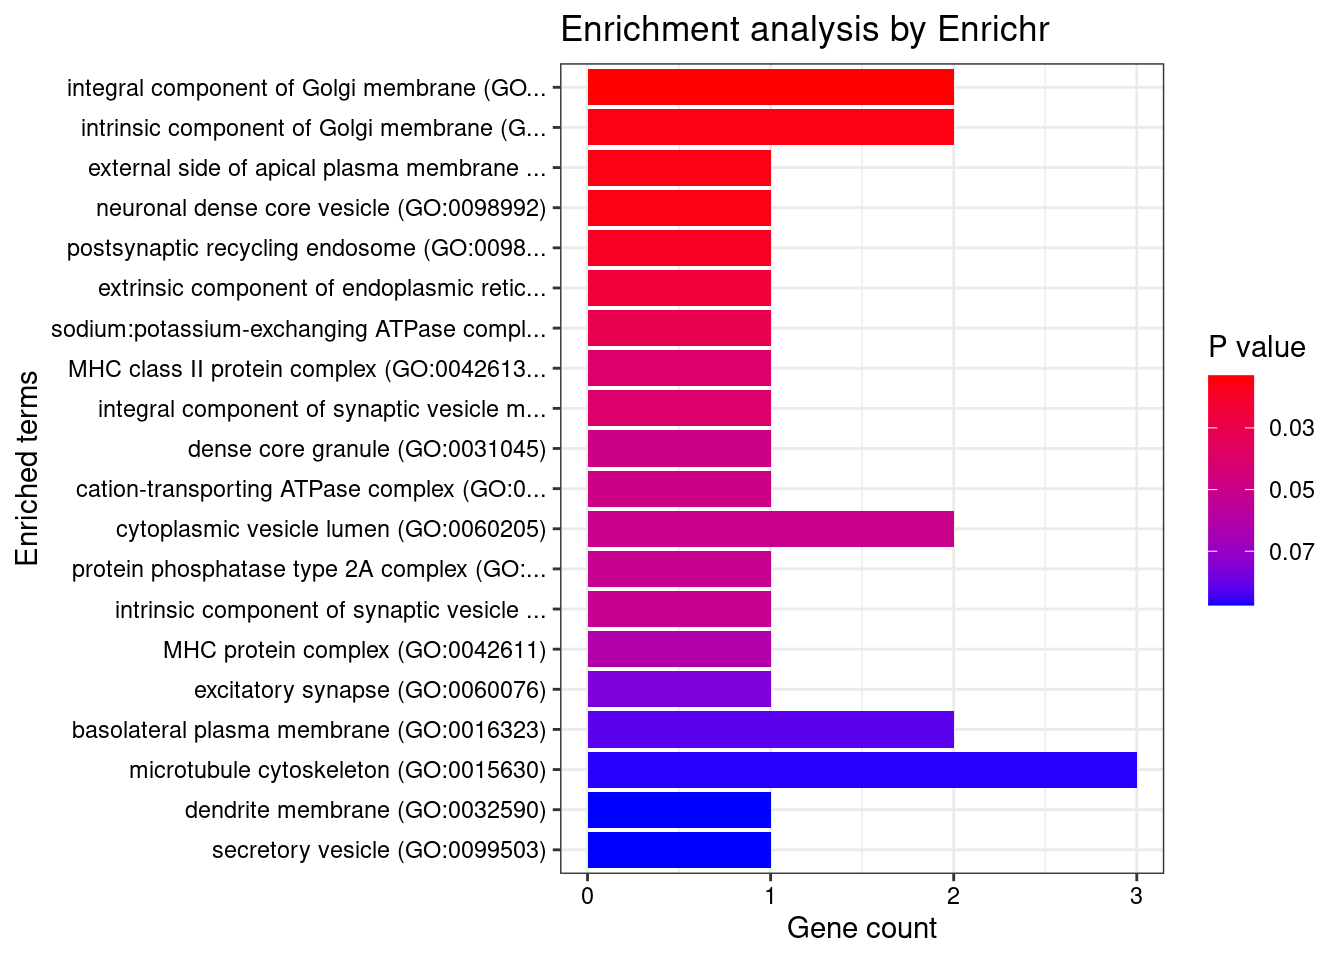 Enrichment analysis by Enrichr
integral component of Golgi membrane (GO...
intrinsic component of Golgi membrane (G...
external side of apical plasma membrane ...
neuronal dense core vesicle (GO:0098992)
postsynaptic recycling endosome (GO:0098...
extrinsic component of endoplasmic retic...
sodium:potassium-exchanging ATPase compl...
MHC class II protein complex (GO:0042613...
integral component of synaptic vesicle m...
dense core granule (GO:0031045)
cation-transporting ATPase complex (GO:0...
cytoplasmic vesicle lumen (GO:0060205)
protein phosphatase type 2A complex (GO:...
intrinsic component of synaptic vesicle ...
MHC protein complex (GO:0042611)
excitatory synapse (GO:0060076)
basolateral plasma membrane (GO:0016323)
microtubule cytoskeleton (GO:0015630)
dendrite membrane (GO:0032590)
secretory vesicle (GO:0099503)
Enriched terms
0 1 2 3
Gene count
P value
0.03
0.05
0.07